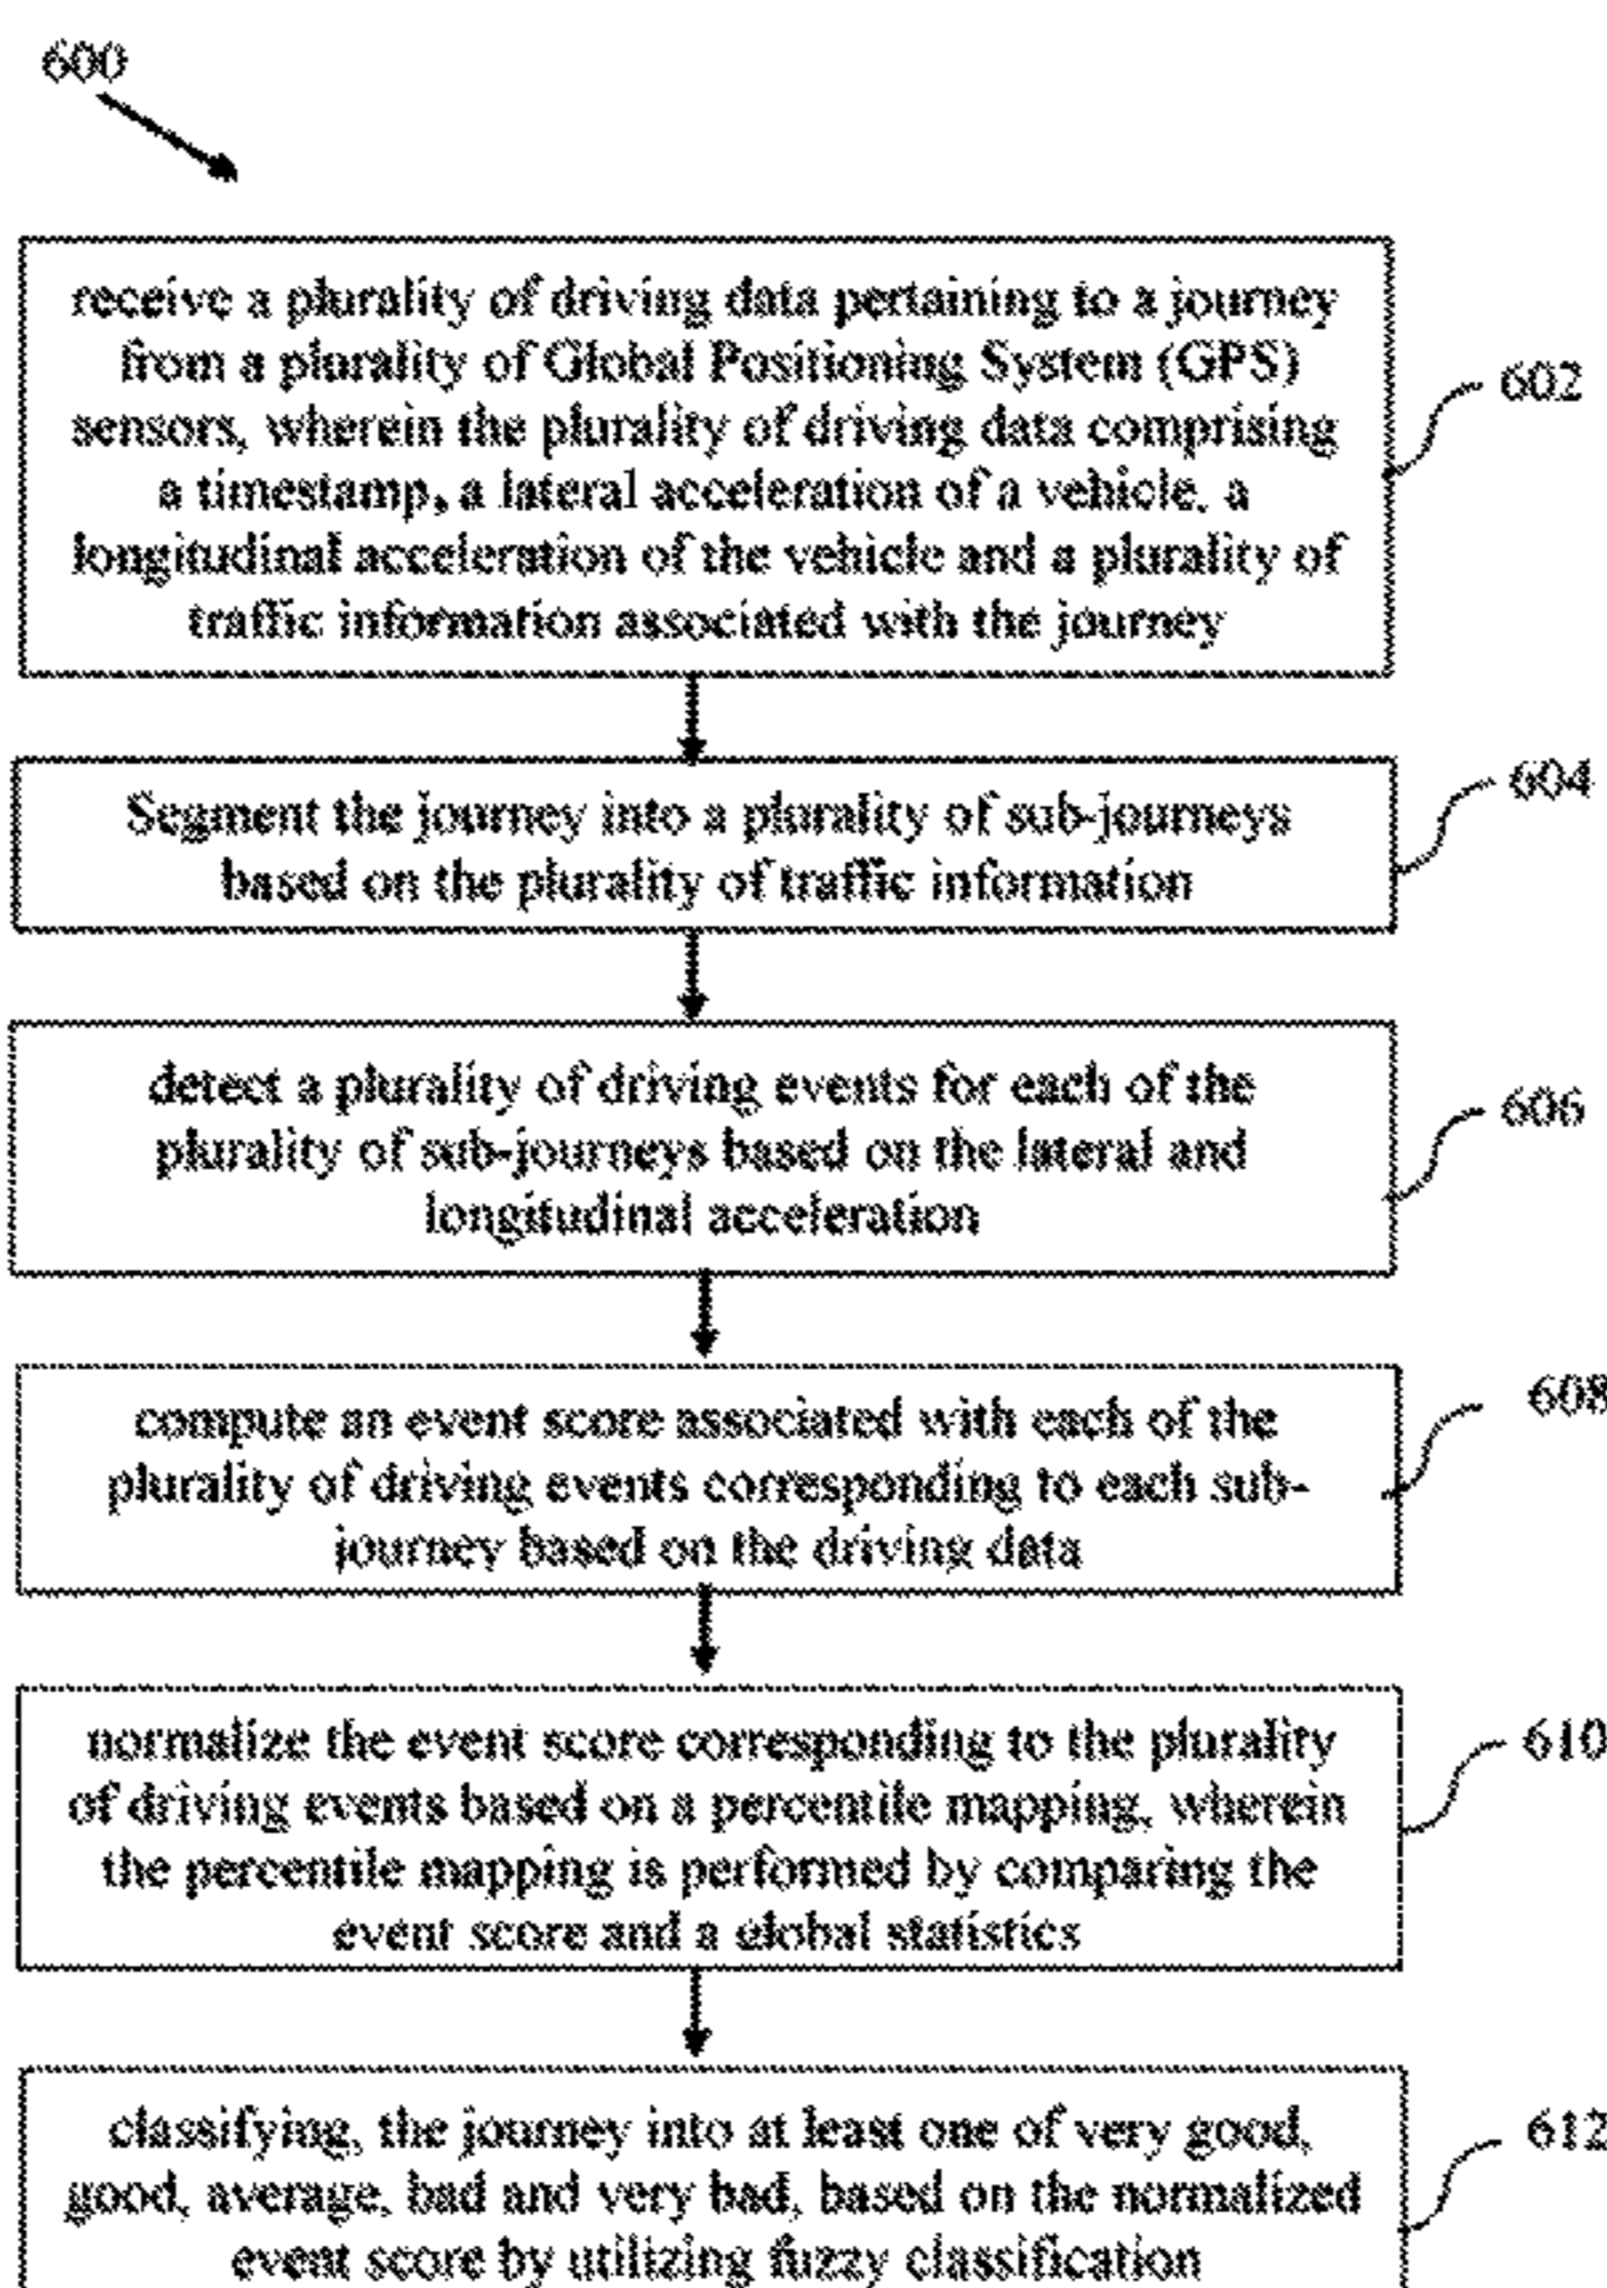 600
receive a plurality of driving data pertaining to a journey
from a plurality of Global Positioning System (GPS)
sensors, wherein the plurality of driving data comprising
a timestamp, a lateral acceleration of a vehicle, a
longitudinal acceleration of the vehicle and a plurality of
traffic information associated with the journey
602
Segment the journey into a plurality of sub-journeys
based on the plurality of traffic information
604
detect a plurality of driving events for each of the
plurality of sub-journeys based on the lateral and
longitudinal acceleration
606
compute an event score associated with each of the
plurality of driving events corresponding to each sub-
journey based on the driving data
608
normalize the event score corresponding to the plurality
of driving events based on a percentile mapping, wherein
the percentile mapping is performed by comparing the
event score and a global statistics
610
classifying, the journey into at least one of very good,
good, average, bad and very bad, based on the normalized
event score by utilizing fuzzy classification
612